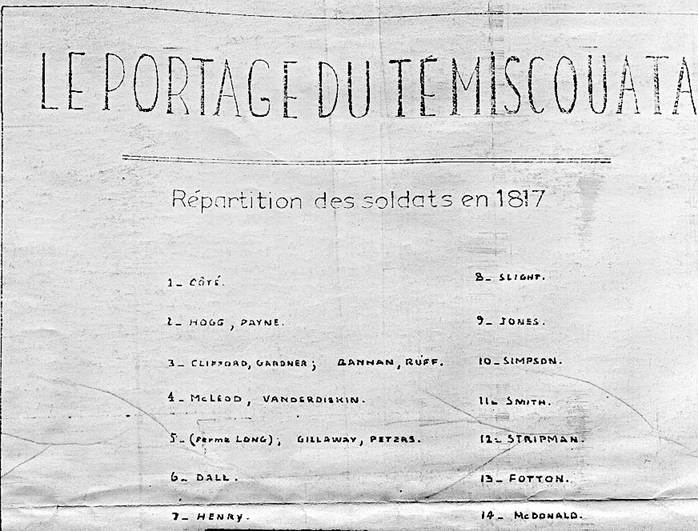 LE PORTAGE DU TÉMISCOUATA
Répartition des soldats en 1817
1_ CÔTÉ.
2_ HOGG, PAYNE.
3_ CLIFFORD, GARDNER; BANNAN, RUFF.
4_ McLEOD, VANDERDISKIN.
5_ (Ferme LONG); GILLAWAY, PETERS.
6_ DALL.
7_ HENRY.
8_ SLIGHT.
9_ JONES.
10_ SIMPSON.
11_ SMITH.
12_ STRIPMAN.
13_ FOTTON.
14_ McDONALD.